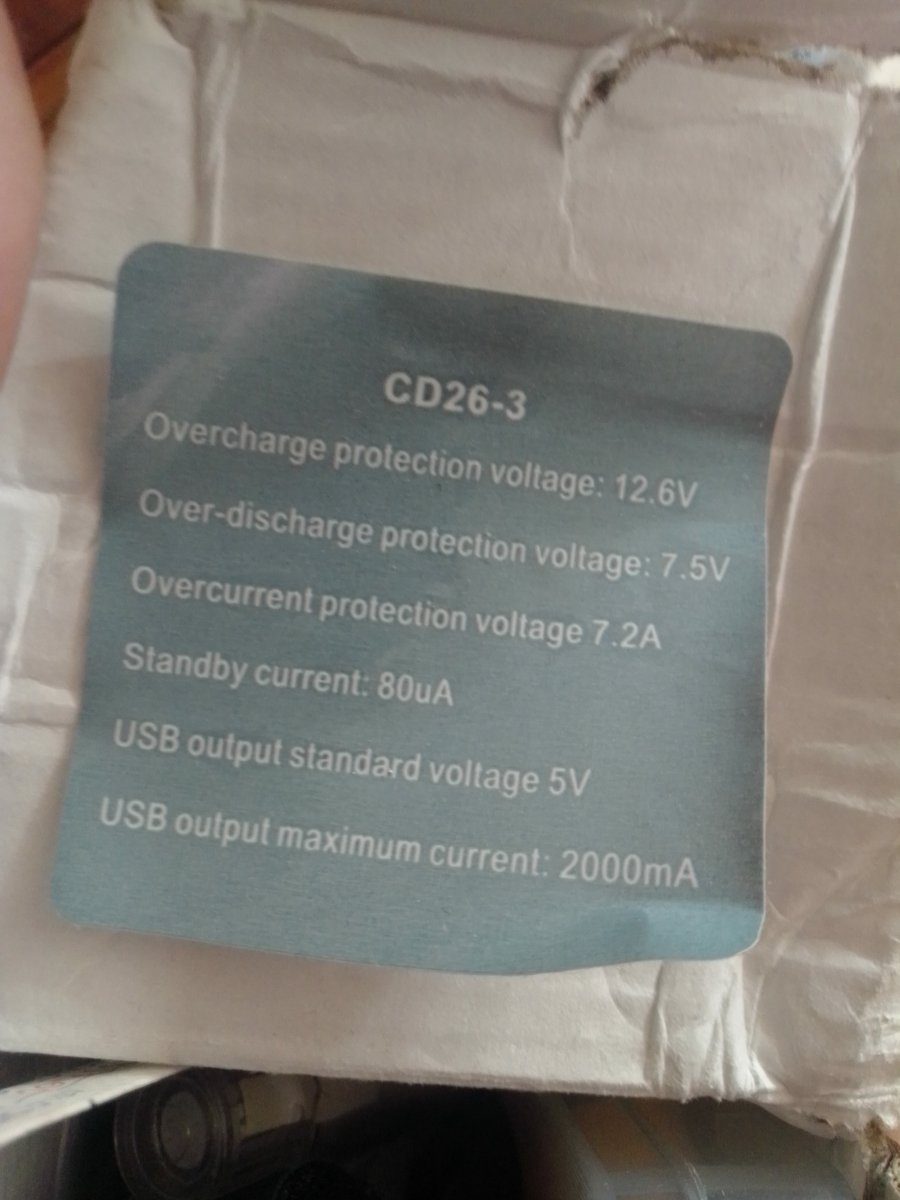 CD26-3
Overcharge protection voltage: 12.6V
Over-discharge protection voltage: 7.5V
Overcurrent protection voltage 7.2A
Standby current: 80uA
USB output standard voltage 5V
USB output maximum current: 2000mA